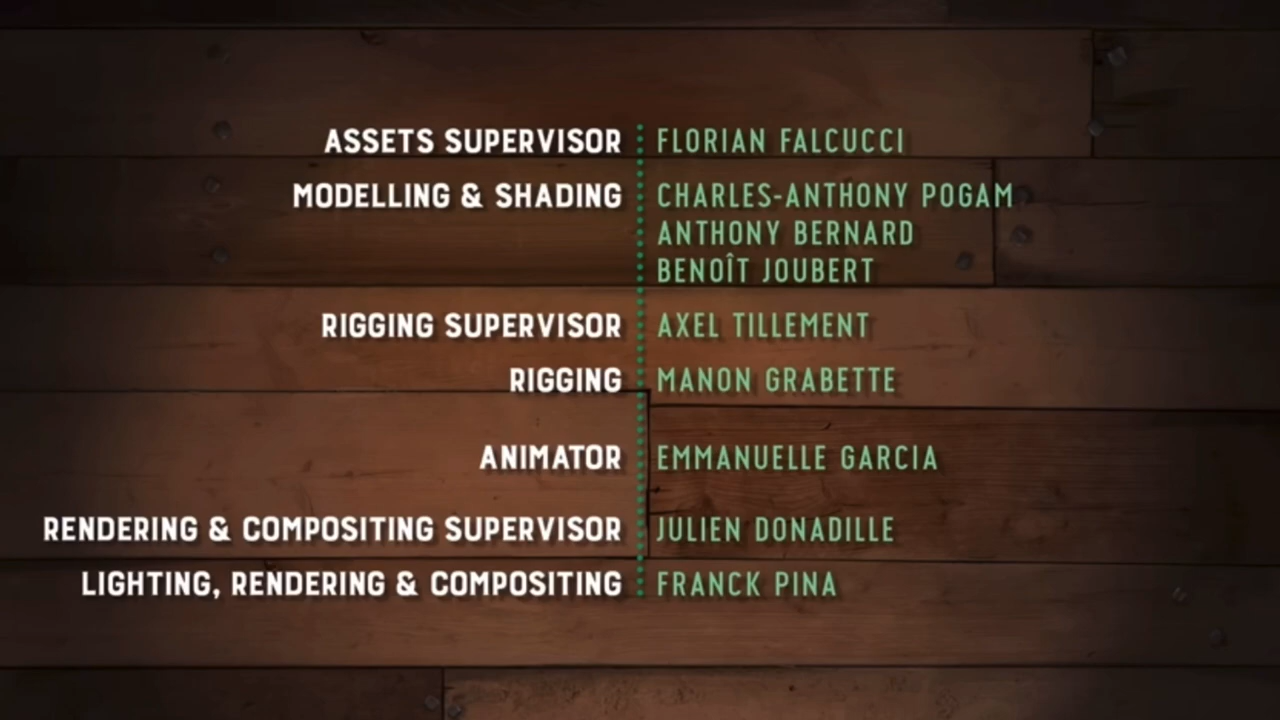 ASSETS SUPERVISOR FLORIAN FALCUCCI
MODELLING & SHADING CHARLES-ANTHONY POGAM
ANTHONY BERNARD
BENOÎT JOUBERT
RIGGING SUPERVISOR AXEL TILLEMENT
RIGGING MANON GRABETTE
ANIMATOR EMMANUELLE GARCIA
RENDERING & COMPOSITING SUPERVISOR JULIEN DONADILLE
LIGHTING, RENDERING & COMPOSITING FRANCK PINA